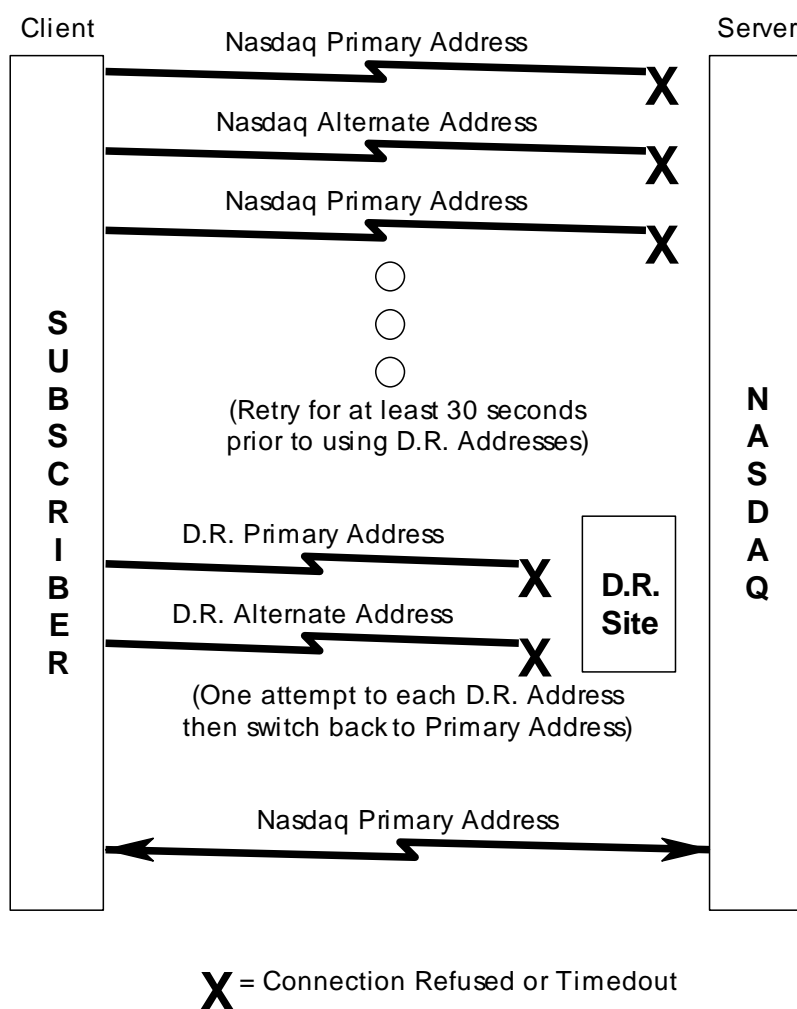 Client
Server
Nasdaq Primary Address
X
Nasdaq Alternate Address
X
Nasdaq Primary Address
X
SUBSCRIBER
NASDAQ
(Retry for at least 30 seconds
prior to using D.R. Addresses)
D.R. Primary Address
X
D.R. Alternate Address
X
D.R.
Site
(One attempt to each D.R. Address
then switch back to Primary Address)
Nasdaq Primary Address
X = Connection Refused or Timedout